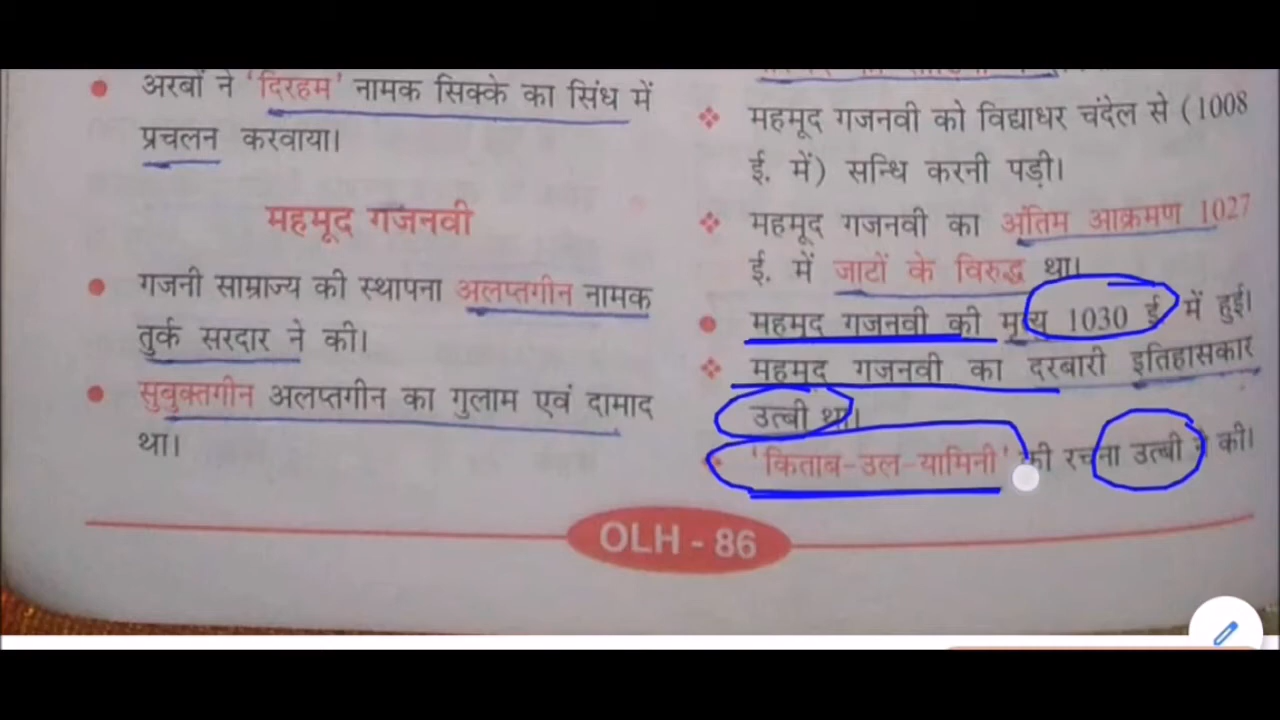 अरबों ने 'दिरहम' नामक सिक्के का सिंध में
प्रचलन करवाया।
महमूद गजनवी
गजनी साम्राज्य की स्थापना अलप्तगीन नामक
तुर्क सरदार ने की।
सुबुक्तगीन अलप्तगीन का गुलाम एवं दामाद
था।
महमूद गजनवी को विद्याधर चंदेल से (1008
ई. में) सन्धि करनी पड़ी।
महमूद गजनवी का अंतिम आक्रमण 1027
ई. में जाटों के विरुद्ध था।
महमूद गजनवी की मृत्यु 1030 ई. में हुई।
महमूद गजनवी का दरबारी इतिहासकार
उत्बी था।
'किताब-उल-यामिनी' की रचना उत्बी ने की।
OLH - 86